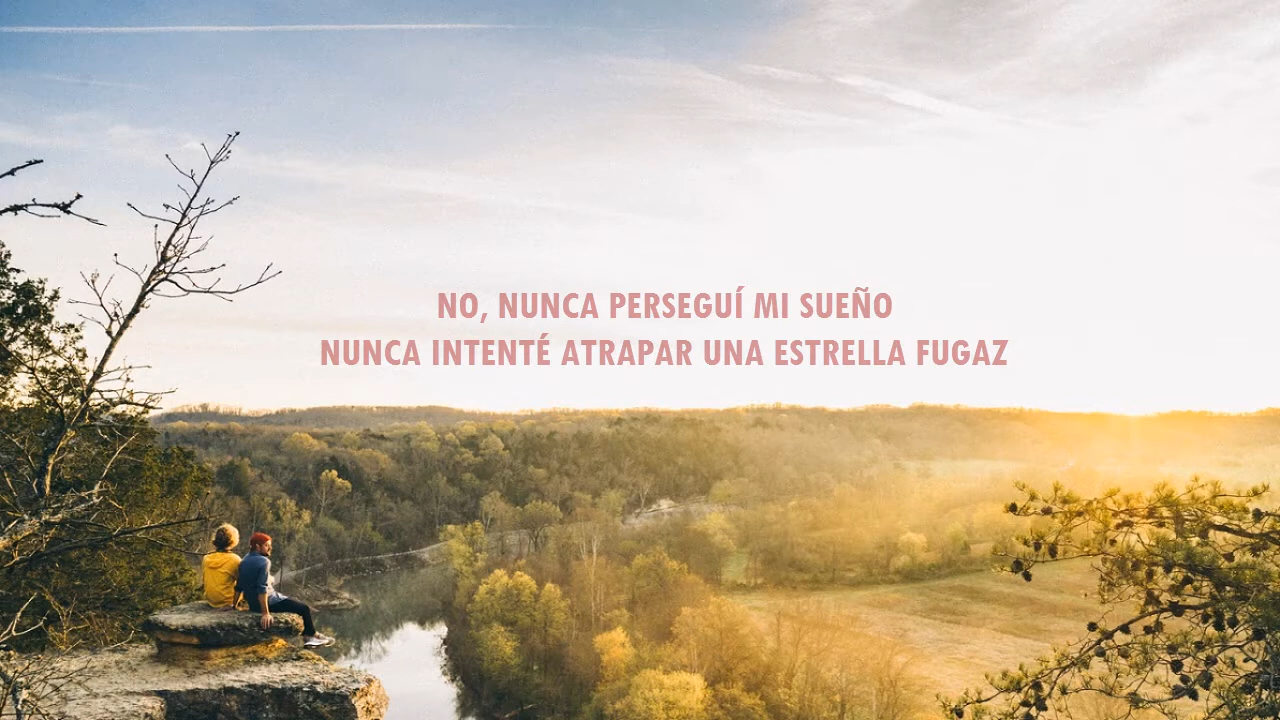 NO, NUNCA PERSEGUÍ MI SUEÑO
NUNCA INTENTÉ ATRAPAR UNA ESTRELLA FUGAZ